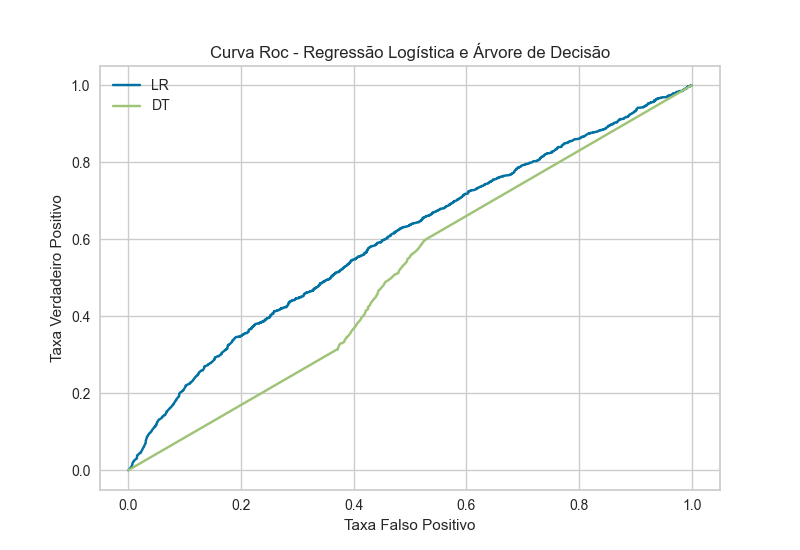 Curva Roc - Regressão Logística e Árvore de Decisão
LR
DT
Taxa Verdadeiro Positivo
1.0
0.8
0.6
0.4
0.2
0.0
0.0 0.2 0.4 0.6 0.8 1.0
Taxa Falso Positivo